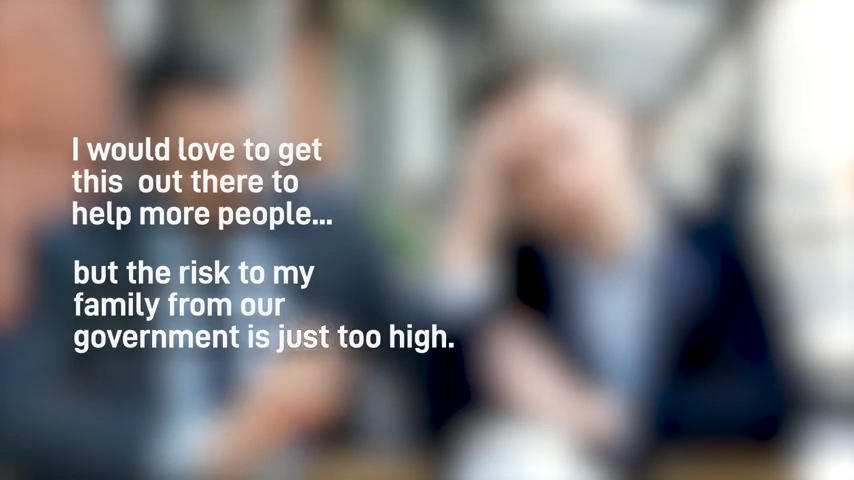 I would love to get
this  out there to
help more people...
but the risk to my
family from our
government is just too high.